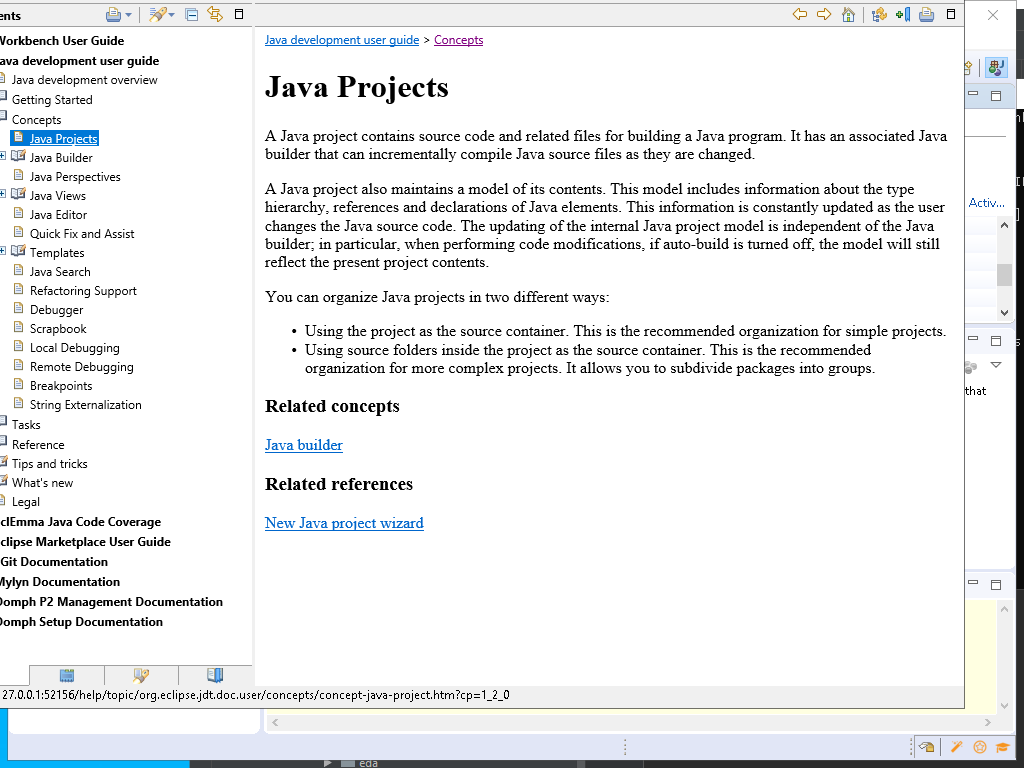 ents
Workbench User Guide
ava development user guide
Java development overview
Getting Started
Concepts
Java Projects
Java Builder
Java Perspectives
Java Views
Java Editor
Quick Fix and Assist
Templates
Java Search
Refactoring Support
Debugger
Scrapbook
Local Debugging
Remote Debugging
Breakpoints
String Externalization
Tasks
Reference
Tips and tricks
What's new
Legal
clEmma Java Code Coverage
clipse Marketplace User Guide
Git Documentation
Mylyn Documentation
Oomph P2 Management Documentation
Oomph Setup Documentation
Java development user guide > Concepts
Java Projects
A Java project contains source code and related files for building a Java program. It has an associated Java
builder that can incrementally compile Java source files as they are changed.
A Java project also maintains a model of its contents. This model includes information about the type
hierarchy, references and declarations of Java elements. This information is constantly updated as the user
changes the Java source code. The updating of the internal Java project model is independent of the Java
builder; in particular, when performing code modifications, if auto-build is turned off, the model will still
reflect the present project contents.
You can organize Java projects in two different ways:
• Using the project as the source container. This is the recommended organization for simple projects.
• Using source folders inside the project as the source container. This is the recommended
organization for more complex projects. It allows you to subdivide packages into groups.
Related concepts
Java builder
Related references
New Java project wizard
27.0.0.1:52156/help/topic/org.eclipse.jdt.doc.user/concepts/concept-java-project.htm?cp=1_2_0
Activ...
that
eda